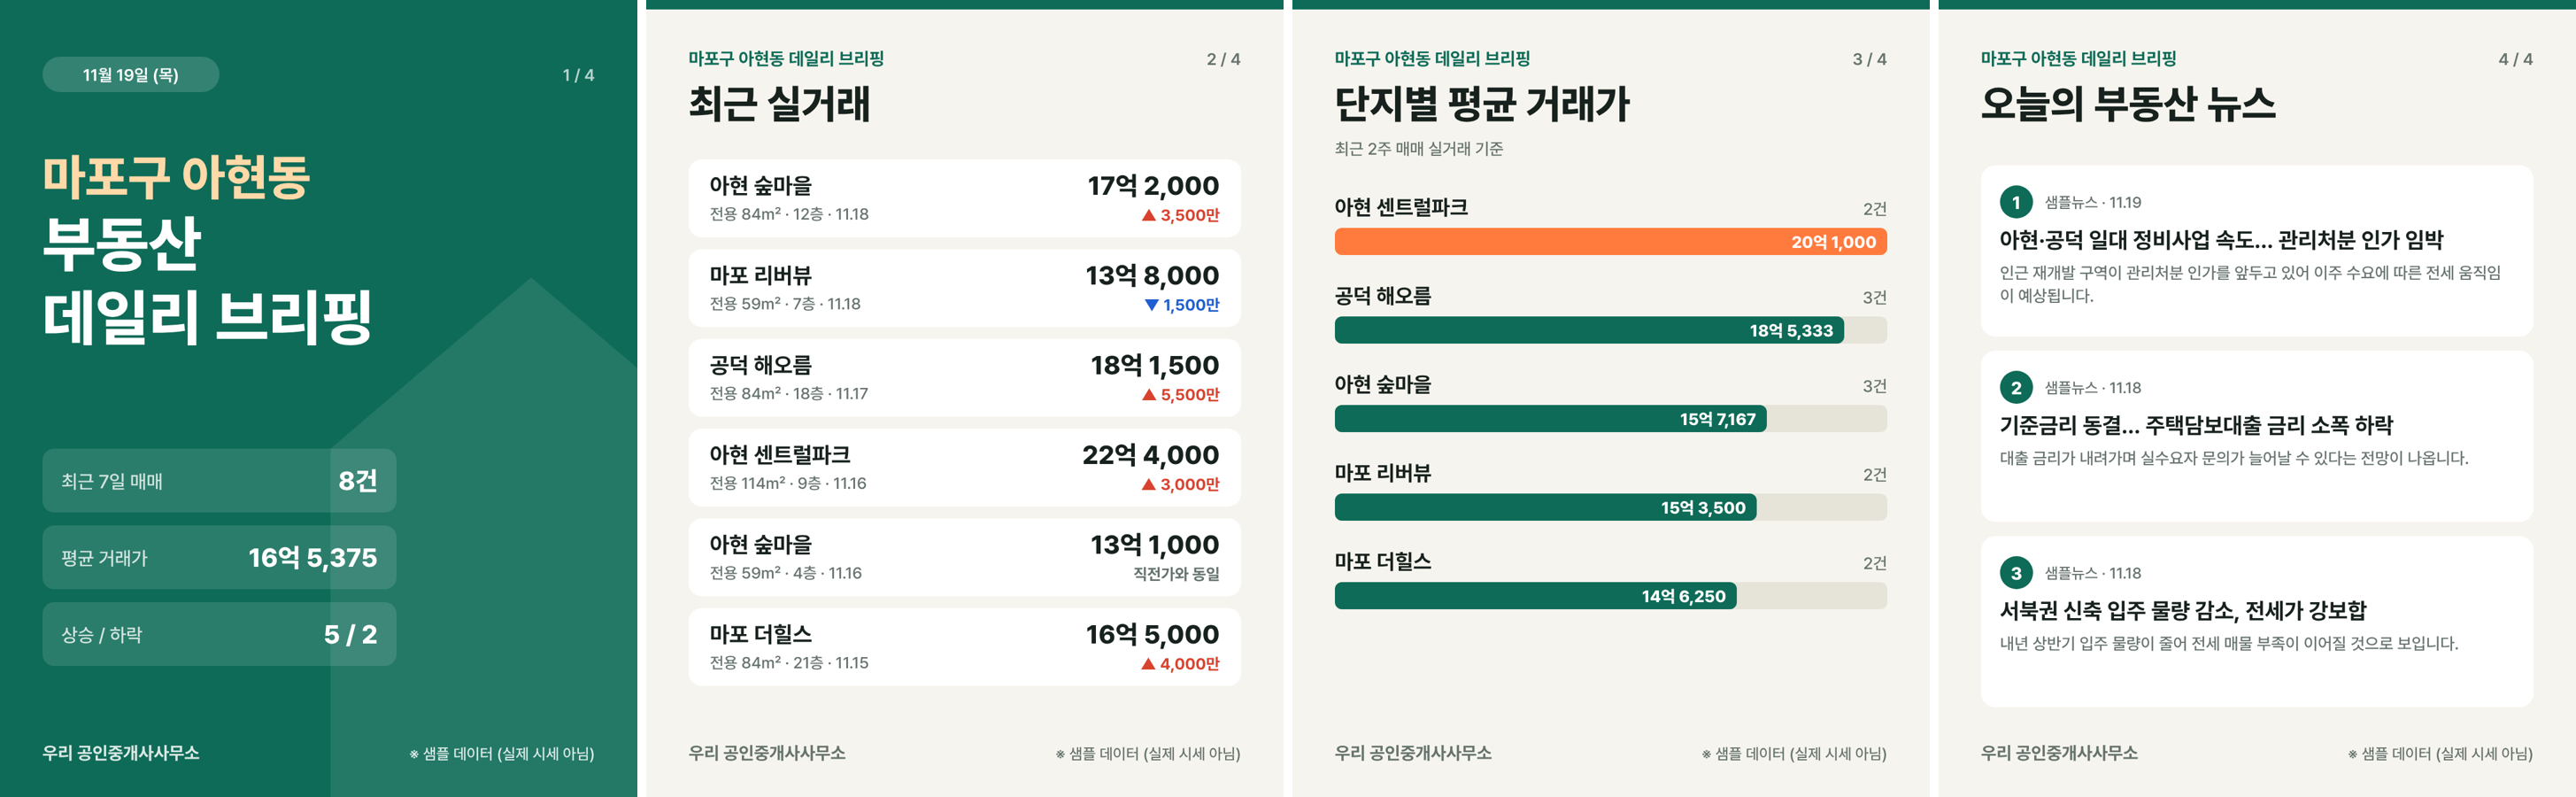 11월 19일 (목)
1 / 4
마포구 아현동
부동산
데일리 브리핑
최근 7일 매매
8건
평균 거래가
16억 5,375
상승 / 하락
5 / 2
우리 공인중개사사무소
※ 샘플 데이터 (실제 시세 아님)
마포구 아현동 데일리 브리핑
2 / 4
최근 실거래
아현 숲마을
17억 2,000
전용 84m² · 12층 · 11.18
▲ 3,500만
마포 리버뷰
13억 8,000
전용 59m² · 7층 · 11.18
▼ 1,500만
공덕 해오름
18억 1,500
전용 84m² · 18층 · 11.17
▲ 5,500만
아현 센트럴파크
22억 4,000
전용 114m² · 9층 · 11.16
▲ 3,000만
아현 숲마을
13억 1,000
전용 59m² · 4층 · 11.16
직전가와 동일
마포 더힐스
16억 5,000
전용 84m² · 21층 · 11.15
▲ 4,000만
우리 공인중개사사무소
※ 샘플 데이터 (실제 시세 아님)
마포구 아현동 데일리 브리핑
3 / 4
단지별 평균 거래가
최근 2주 매매 실거래 기준
아현 센트럴파크
2건
20억 1,000
공덕 해오름
3건
18억 5,333
아현 숲마을
3건
15억 7,167
마포 리버뷰
2건
15억 3,500
마포 더힐스
2건
14억 6,250
우리 공인중개사사무소
※ 샘플 데이터 (실제 시세 아님)
마포구 아현동 데일리 브리핑
4 / 4
오늘의 부동산 뉴스
1
샘플뉴스 · 11.19
아현·공덕 일대 정비사업 속도… 관리처분 인가 임박
인근 재개발 구역이 관리처분 인가를 앞두고 있어 이주 수요에 따른 전세 움직임
이 예상됩니다.
2
샘플뉴스 · 11.18
기준금리 동결… 주택담보대출 금리 소폭 하락
대출 금리가 내려가며 실수요자 문의가 늘어날 수 있다는 전망이 나옵니다.
3
샘플뉴스 · 11.18
서북권 신축 입주 물량 감소, 전세가 강보합
내년 상반기 입주 물량이 줄어 전세 매물 부족이 이어질 것으로 보입니다.
우리 공인중개사사무소
※ 샘플 데이터 (실제 시세 아님)